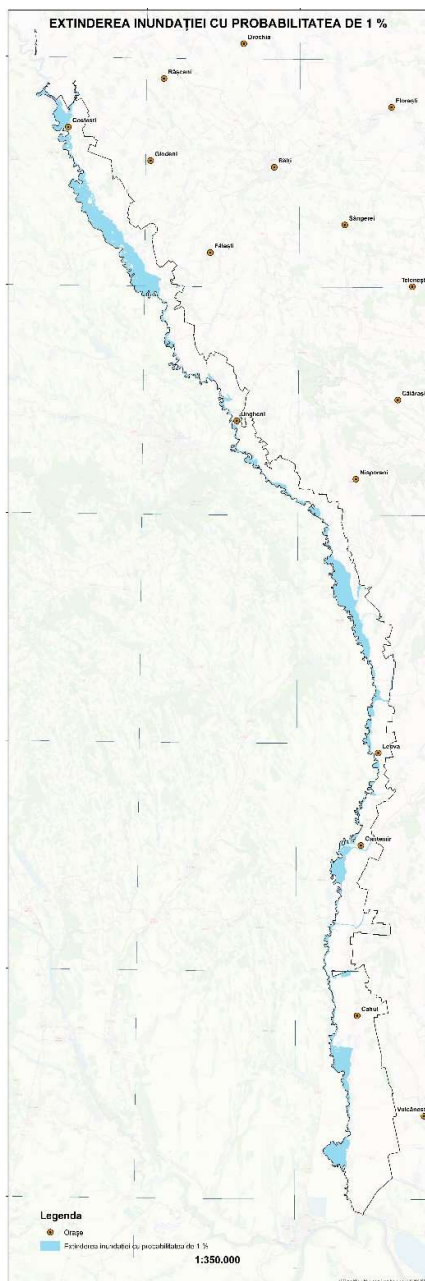 EXTINDEREA INUNDAȚIEI CU PROBABILITATEA DE 1 %
Drochia
Râșcani
Florești
Costești
Glodeni
Bălți
Sângerei
Fălești
Telenești
Călărași
Ungheni
Nisporeni
Leova
Cantemir
Cahul
Vulcănești
Legenda
Orașe
Extinderea inundației cu probabilitatea de 1 %
1:350.000